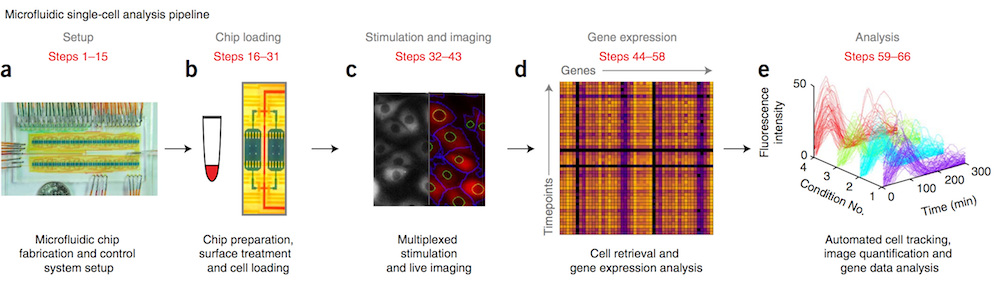 Microfluidic single-cell analysis pipeline
Setup
Steps 1–15
Chip loading
Steps 16–31
Stimulation and imaging
Steps 32–43
Gene expression
Steps 44–58
Analysis
Steps 59–66
a
b
c
d
e
Genes
Timepoints
50
0
Fluorescence
intensity
4
3
2
1
Condition No.
0
100
200
300
Time (min)
Microfluidic chip
fabrication and control
system setup
Chip preparation,
surface treatment
and cell loading
Multiplexed
stimulation
and live imaging
Cell retrieval and
gene expression analysis
Automated cell tracking,
image quantification and
gene data analysis